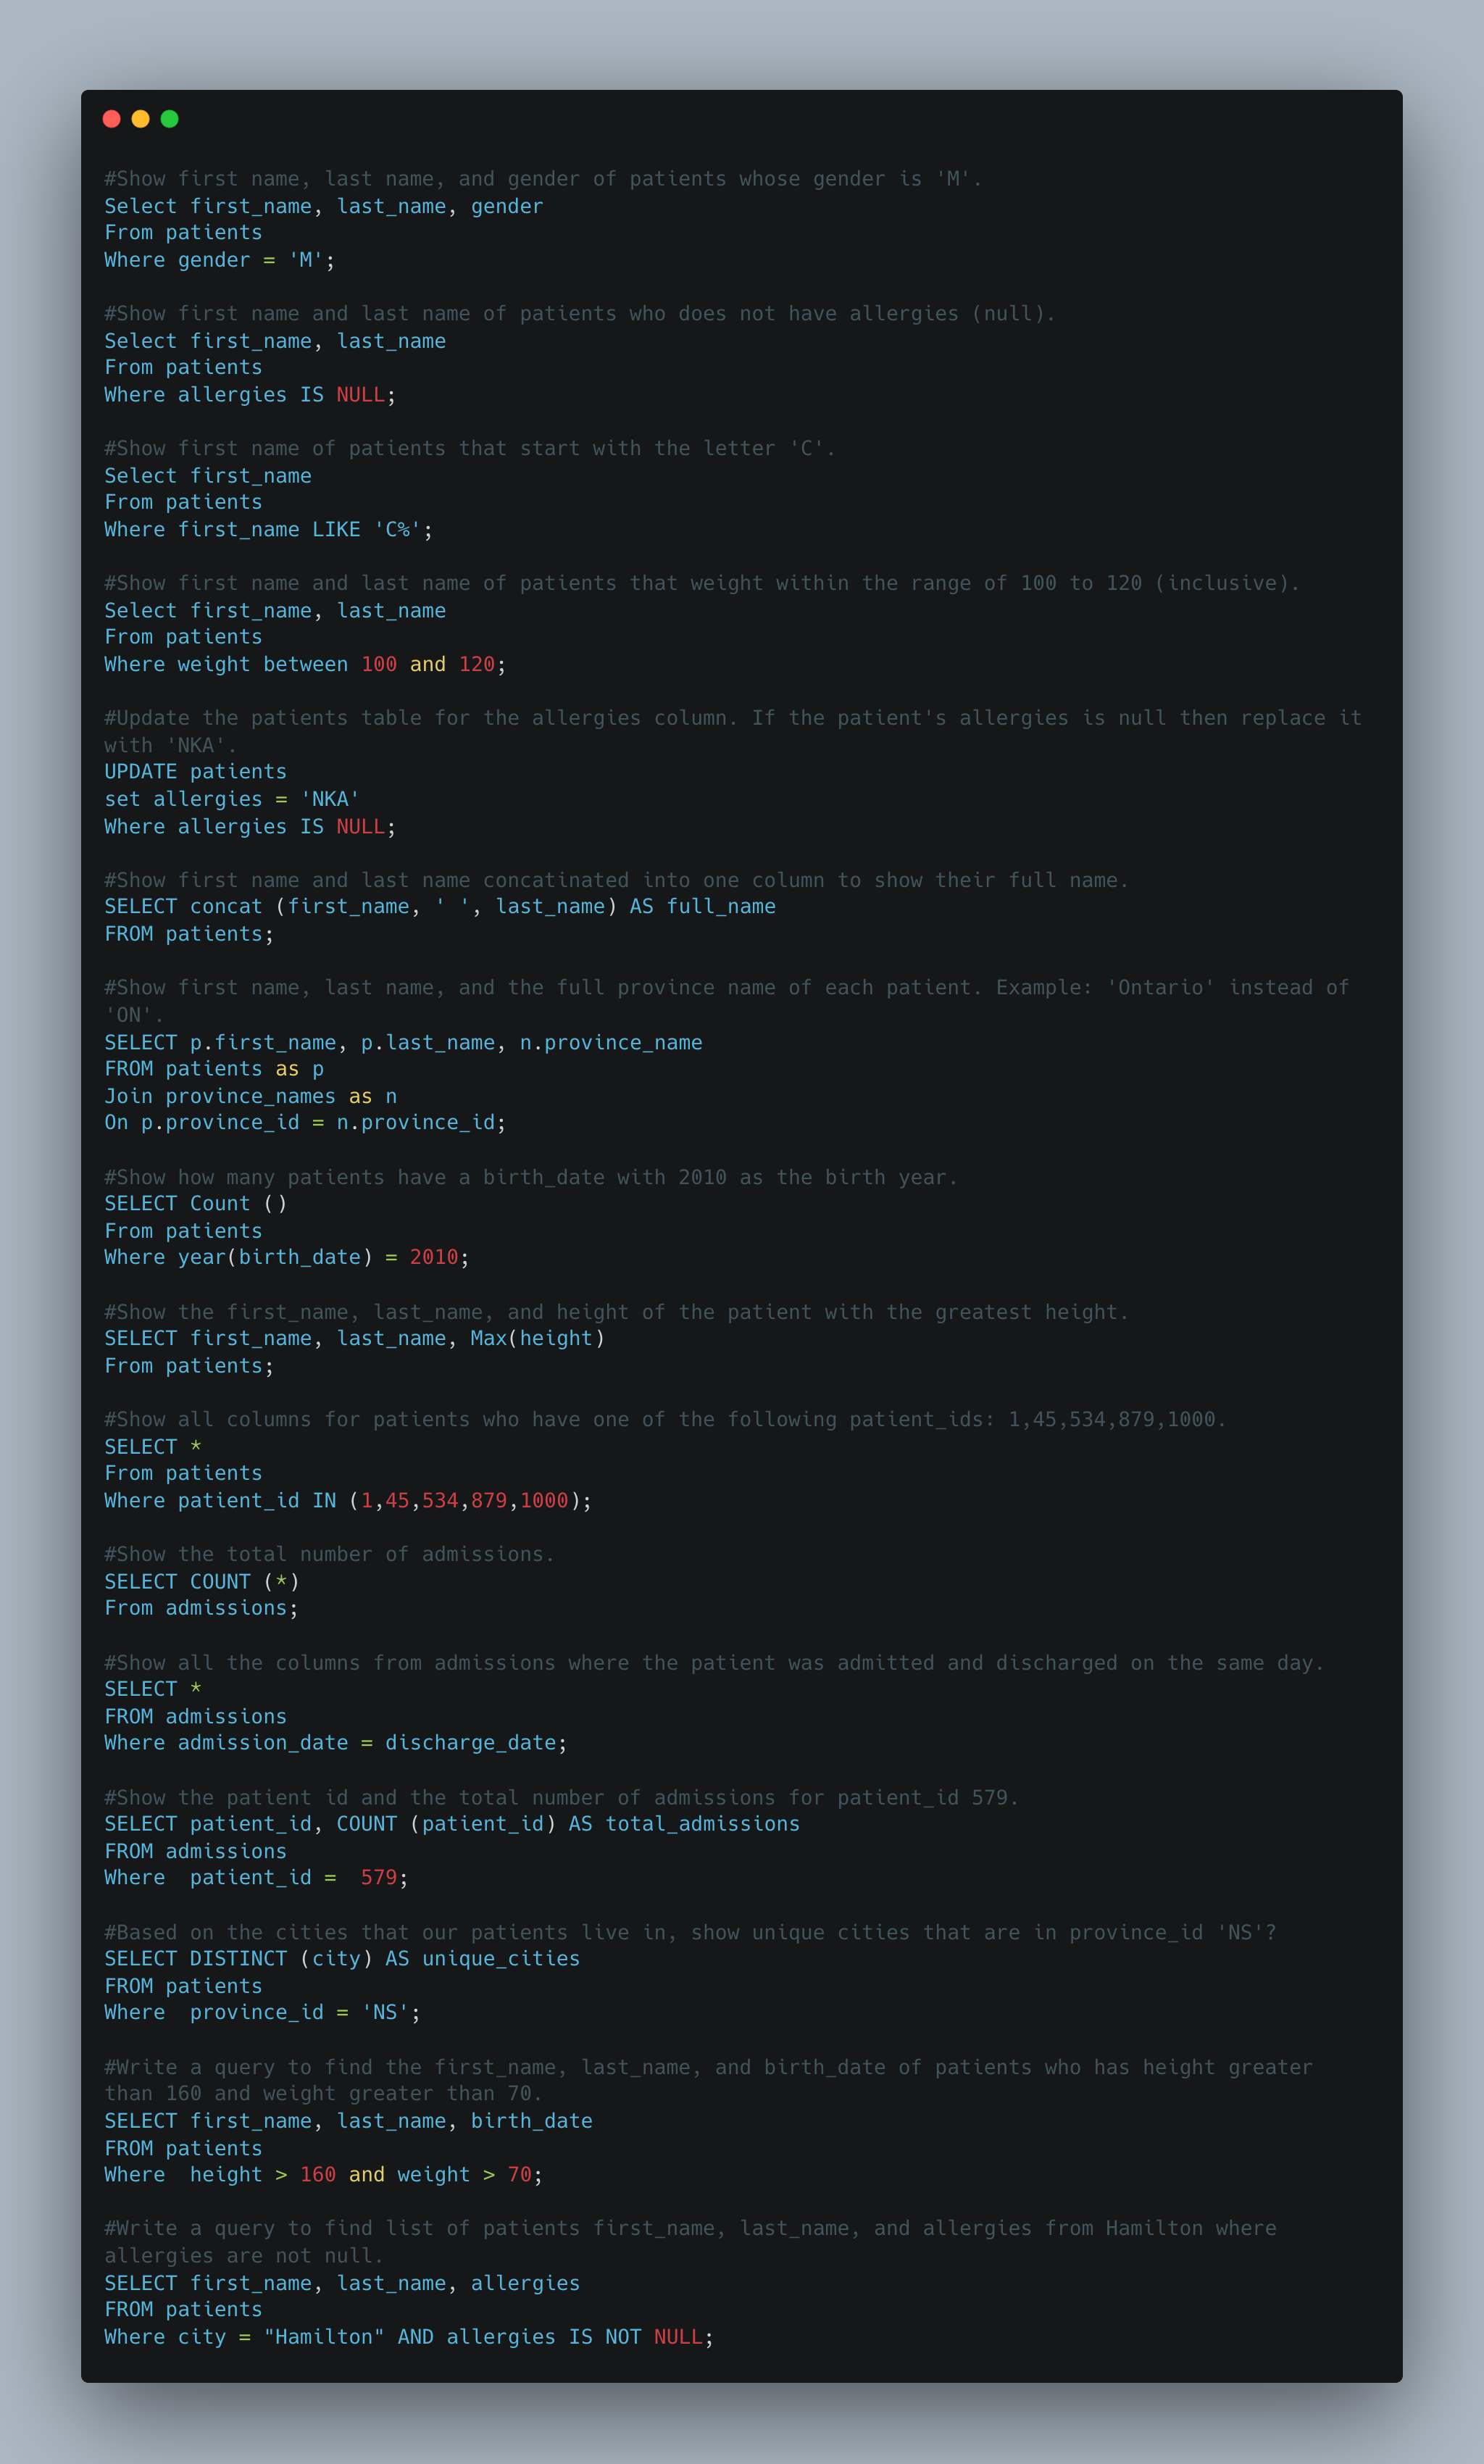 #Show first name, last name, and gender of patients whose gender is 'M'.
Select first_name, last_name, gender
From patients
Where gender = 'M';

#Show first name and last name of patients who does not have allergies (null).
Select first_name, last_name
From patients
Where allergies IS NULL;

#Show first name of patients that start with the letter 'C'.
Select first_name
From patients
Where first_name LIKE 'C%';

#Show first name and last name of patients that weight within the range of 100 to 120 (inclusive).
Select first_name, last_name
From patients
Where weight between 100 and 120;

#Update the patients table for the allergies column. If the patient's allergies is null then replace it
with 'NKA'.
UPDATE patients
set allergies = 'NKA'
Where allergies IS NULL;

#Show first name and last name concatinated into one column to show their full name.
SELECT concat (first_name, ' ', last_name) AS full_name
FROM patients;

#Show first name, last name, and the full province name of each patient. Example: 'Ontario' instead of
'ON'.
SELECT p.first_name, p.last_name, n.province_name
FROM patients as p
Join province_names as n
On p.province_id = n.province_id;

#Show how many patients have a birth_date with 2010 as the birth year.
SELECT Count ()
From patients
Where year(birth_date) = 2010;

#Show the first_name, last_name, and height of the patient with the greatest height.
SELECT first_name, last_name, Max(height)
From patients;

#Show all columns for patients who have one of the following patient_ids: 1,45,534,879,1000.
SELECT *
From patients
Where patient_id IN (1,45,534,879,1000);

#Show the total number of admissions.
SELECT COUNT (*)
From admissions;

#Show all the columns from admissions where the patient was admitted and discharged on the same day.
SELECT *
FROM admissions
Where admission_date = discharge_date;

#Show the patient id and the total number of admissions for patient_id 579.
SELECT patient_id, COUNT (patient_id) AS total_admissions
FROM admissions
Where  patient_id =  579;

#Based on the cities that our patients live in, show unique cities that are in province_id 'NS'?
SELECT DISTINCT (city) AS unique_cities
FROM patients
Where  province_id = 'NS';

#Write a query to find the first_name, last_name, and birth_date of patients who has height greater
than 160 and weight greater than 70.
SELECT first_name, last_name, birth_date
FROM patients
Where  height > 160 and weight > 70;

#Write a query to find list of patients first_name, last_name, and allergies from Hamilton where
allergies are not null.
SELECT first_name, last_name, allergies
FROM patients
Where city = "Hamilton" AND allergies IS NOT NULL;